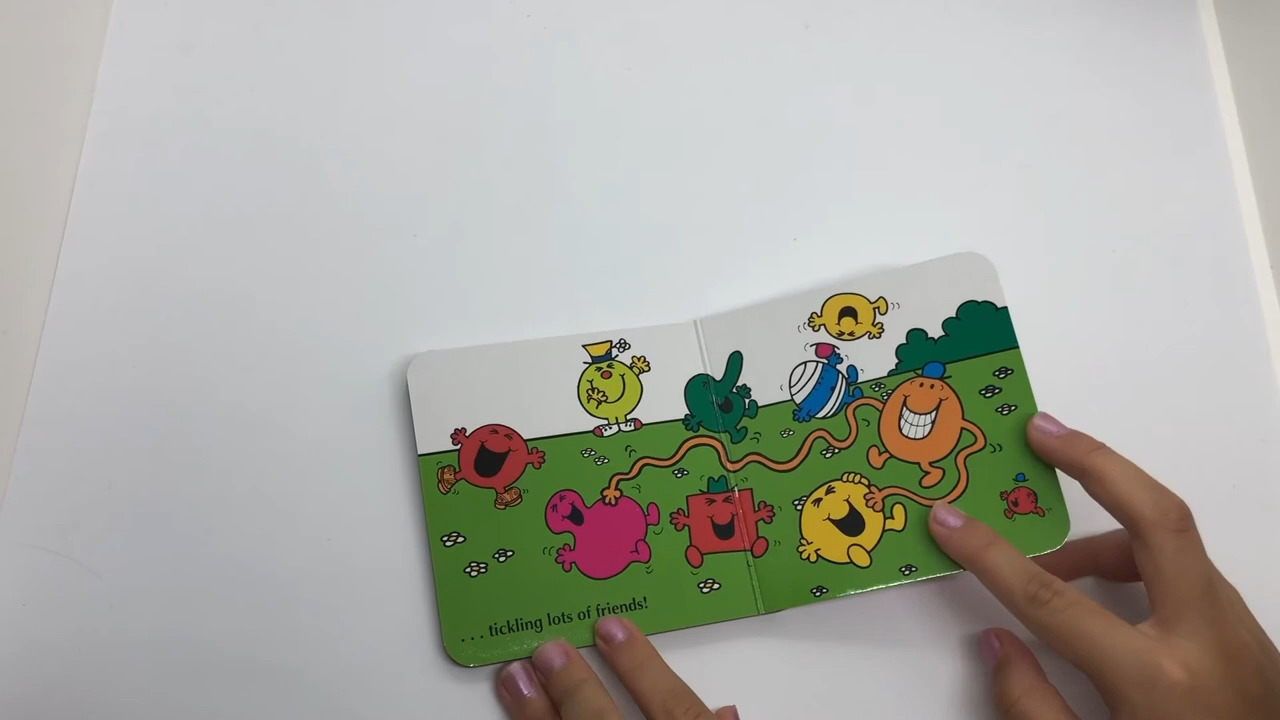 . . . tickling lots of friends!